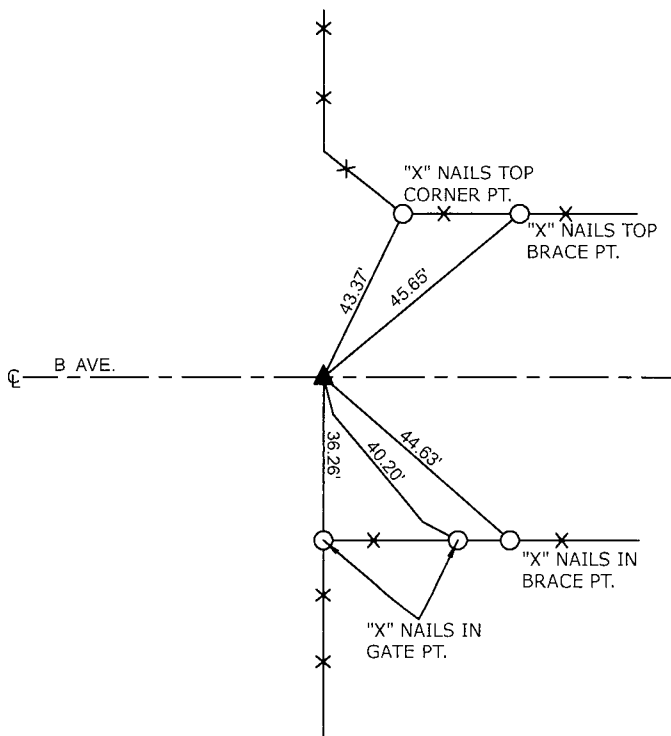 "X" NAILS TOP
CORNER PT.
"X" NAILS TOP
BRACE PT.
43.37'
45.65'
℄ B AVE.
36.26'
40.20'
44.63'
"X" NAILS IN
BRACE PT.
"X" NAILS IN
GATE PT.